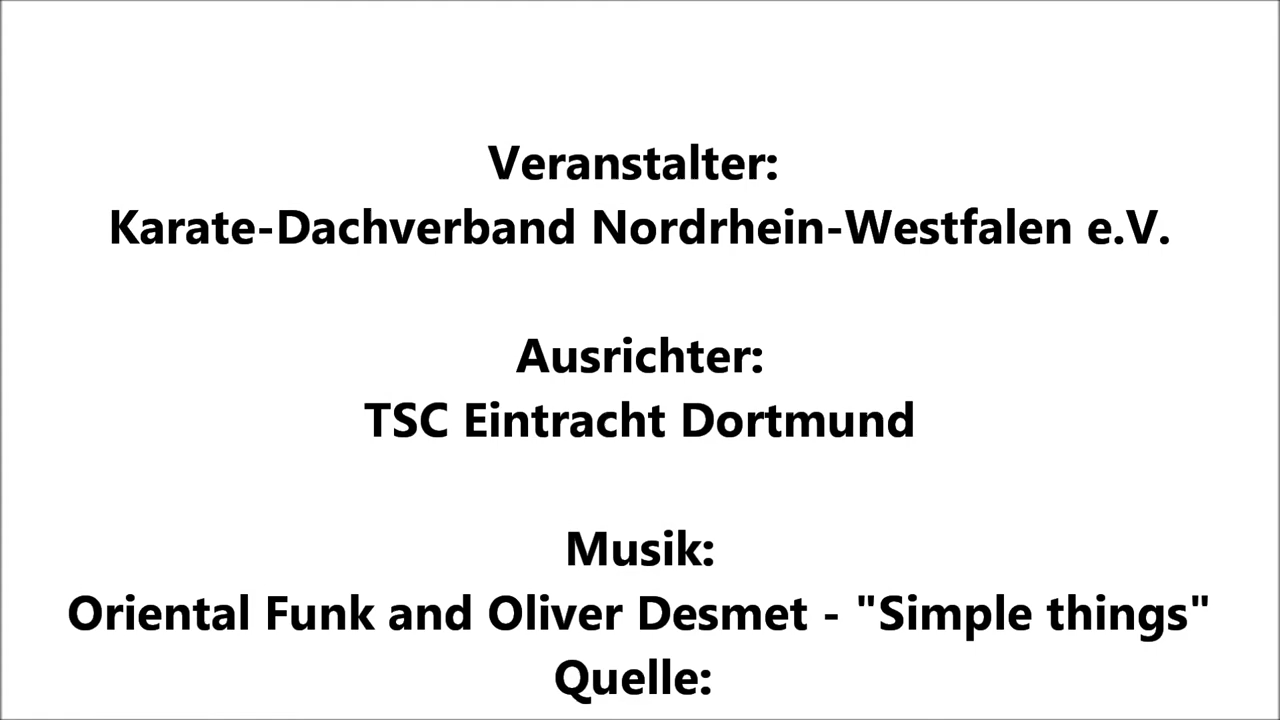 Veranstalter:
Karate-Dachverband Nordrhein-Westfalen e.V.
Ausrichter:
TSC Eintracht Dortmund
Musik:
Oriental Funk and Oliver Desmet - "Simple things"
Quelle: